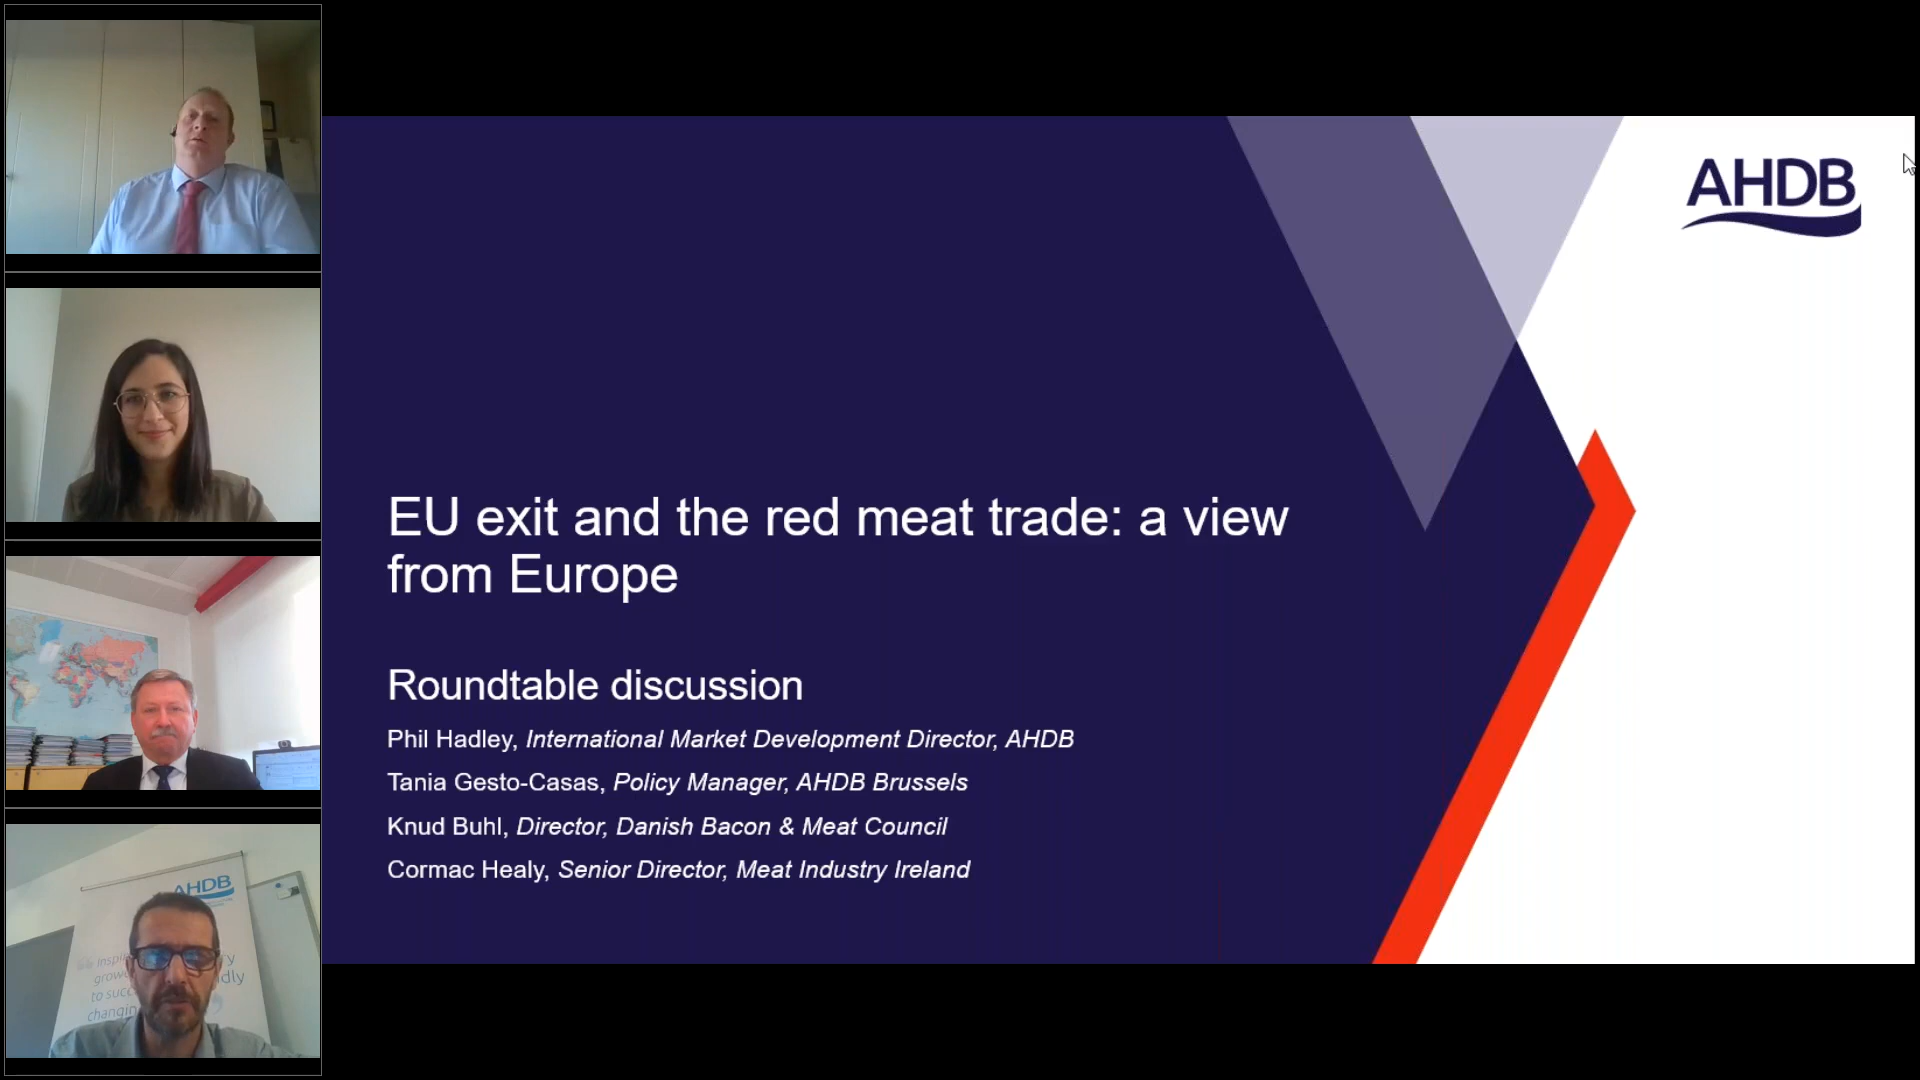 AHDB
EU exit and the red meat trade: a view
from Europe
Roundtable discussion
Phil Hadley, International Market Development Director, AHDB
Tania Gesto-Casas, Policy Manager, AHDB Brussels
Knud Buhl, Director, Danish Bacon & Meat Council
Cormac Healy, Senior Director, Meat Industry Ireland
AHDB
to
changin